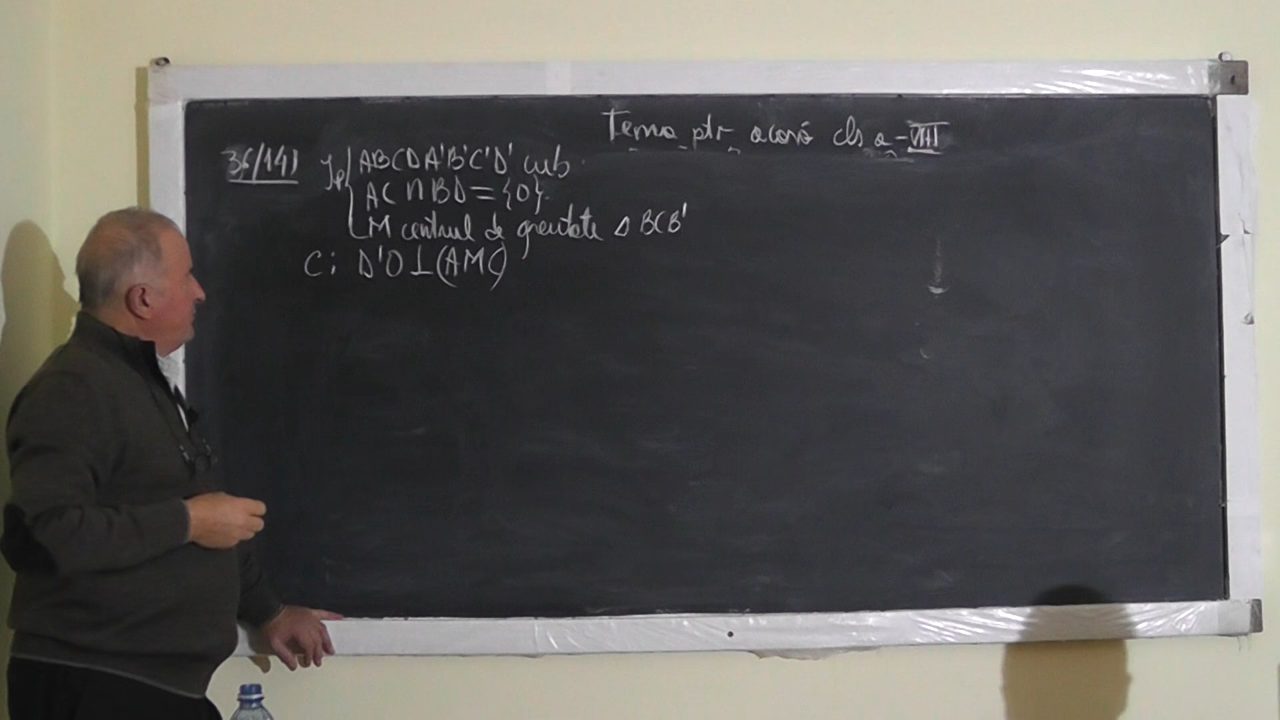 Tema ptr acasă cls a-VIII
36/141 Ip ABCDA'B'C'D' cub.
AC ∩ BD = {O}.
M centrul de greutate Δ BCB'
C: D'O ⊥ (AMC)